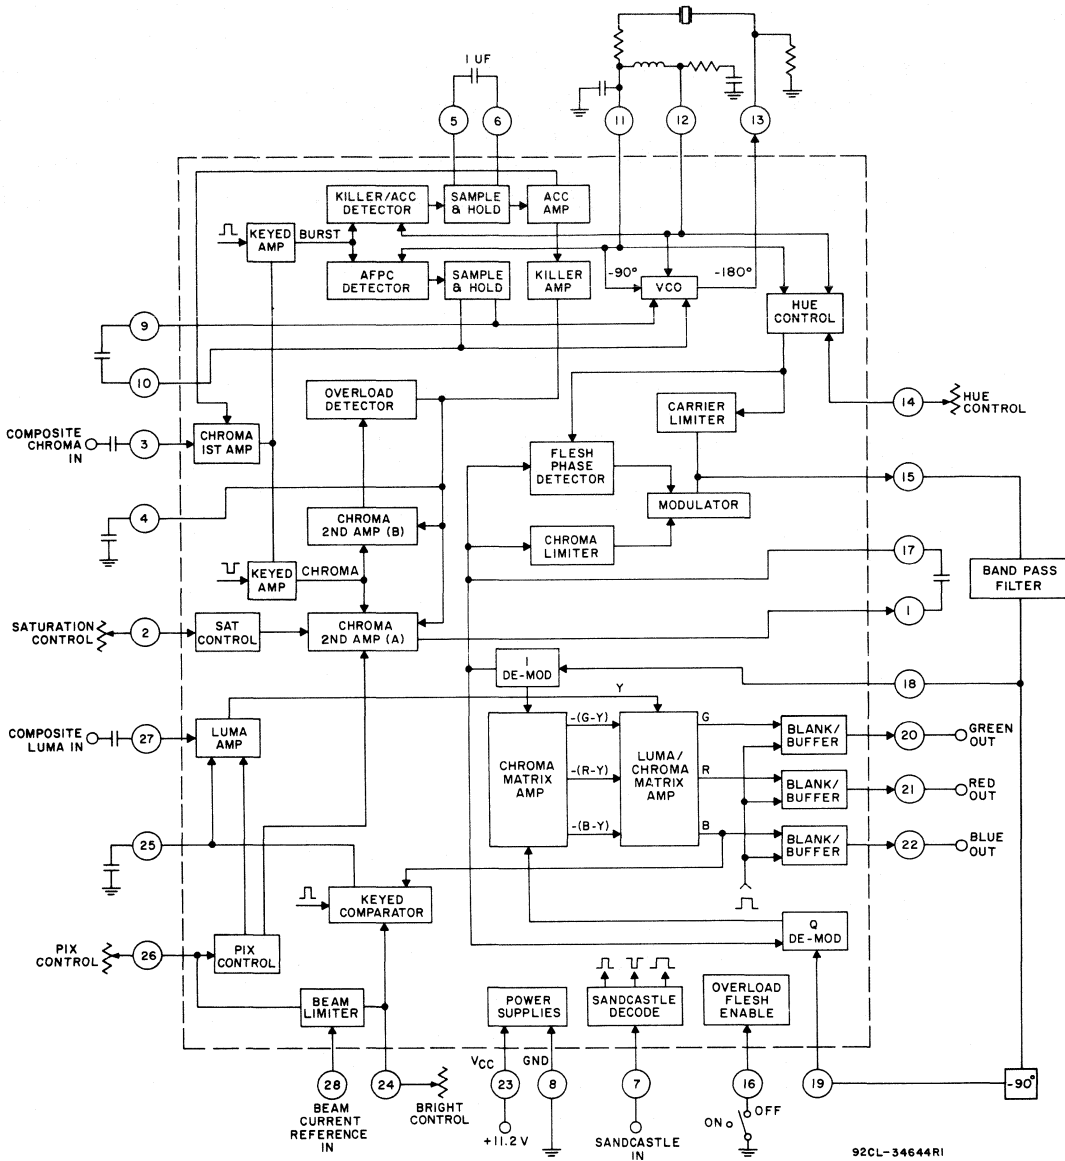 1 UF
5
6
11
12
13
KILLER/ACC
DETECTOR
SAMPLE
& HOLD
ACC
AMP
KEYED
AMP
BURST
AFPC
DETECTOR
SAMPLE
& HOLD
KILLER
AMP
-90°
VCO
-180°
HUE
CONTROL
9
10
OVERLOAD
DETECTOR
CARRIER
LIMITER
14
HUE
CONTROL
COMPOSITE
CHROMA
IN
3
CHROMA
1ST AMP
FLESH
PHASE
DETECTOR
15
MODULATOR
4
CHROMA
2ND AMP (B)
CHROMA
LIMITER
17
KEYED
AMP
CHROMA
BAND PASS
FILTER
1
SATURATION
CONTROL
2
SAT
CONTROL
CHROMA
2ND AMP (A)
I
DE-MOD
18
Y
COMPOSITE
LUMA IN
27
LUMA
AMP
CHROMA
MATRIX
AMP
-(G-Y)
-(R-Y)
-(B-Y)
LUMA/
CHROMA
MATRIX
AMP
G
R
B
BLANK/
BUFFER
20
GREEN
OUT
BLANK/
BUFFER
21
RED
OUT
BLANK/
BUFFER
22
BLUE
OUT
25
KEYED
COMPARATOR
Q
DE-MOD
PIX
CONTROL
26
PIX
CONTROL
BEAM
LIMITER
POWER
SUPPLIES
SANDCASTLE
DECODE
OVERLOAD
FLESH
ENABLE
VCC
GND
28
24
23
8
7
16
19
-90°
BEAM
CURRENT
REFERENCE
IN
BRIGHT
CONTROL
+11.2 V
SANDCASTLE
IN
ON
OFF
92CL-34644R1